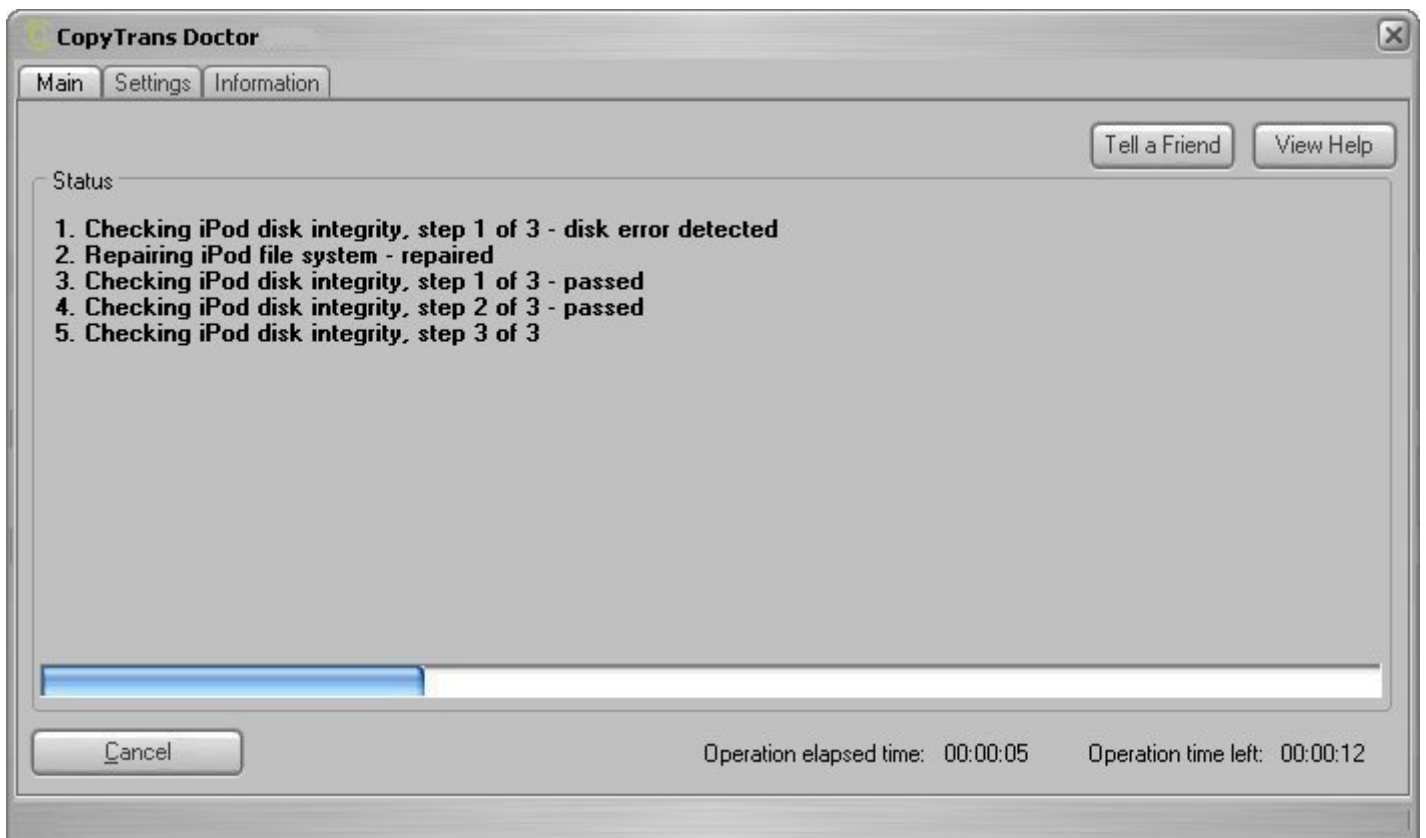 CopyTrans Doctor
Main Settings Information
Tell a Friend View Help
Status
1. Checking iPod disk integrity, step 1 of 3 - disk error detected
2. Repairing iPod file system - repaired
3. Checking iPod disk integrity, step 1 of 3 - passed
4. Checking iPod disk integrity, step 2 of 3 - passed
5. Checking iPod disk integrity, step 3 of 3
Cancel Operation elapsed time: 00:00:05 Operation time left: 00:00:12